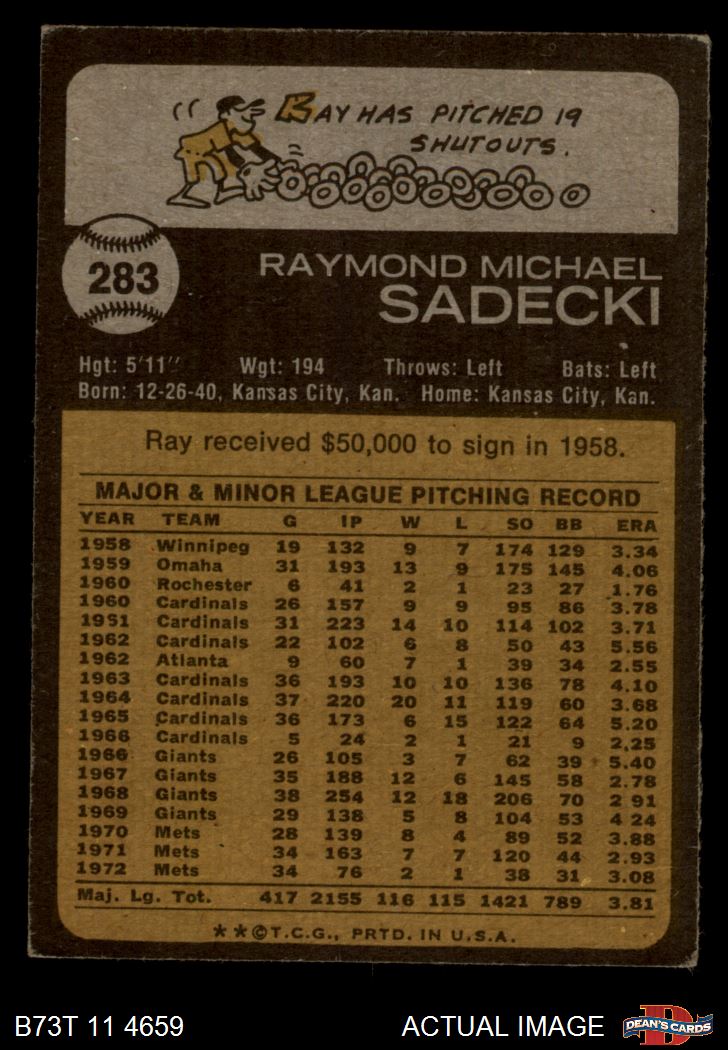 RAY HAS PITCHED 19
SHUTOUTS.
283
RAYMOND MICHAEL
SADECKI
Hgt: 5'11" Wgt: 194 Throws: Left Bats: Left
Born: 12-26-40, Kansas City, Kan. Home: Kansas City, Kan.
Ray received $50,000 to sign in 1958.
MAJOR & MINOR LEAGUE PITCHING RECORD
YEAR TEAM G IP W L SO BB ERA
1958 Winnipeg 19 132 9 7 174 129 3.34
1959 Omaha 31 193 13 9 175 145 4.06
1960 Rochester 6 41 2 1 23 27 1.76
1960 Cardinals 26 157 9 9 95 86 3.78
1951 Cardinals 31 223 14 10 114 102 3.71
1962 Cardinals 22 102 6 8 50 43 5.56
1962 Atlanta 9 60 7 1 39 34 2.55
1963 Cardinals 36 193 10 10 136 78 4.10
1964 Cardinals 37 220 20 11 119 60 3.68
1965 Cardinals 36 173 6 15 122 64 5.20
1966 Cardinals 5 24 2 1 21 9 2,25
1966 Giants 26 105 3 7 62 39 5.40
1967 Giants 35 188 12 6 145 58 2.78
1968 Giants 38 254 12 18 206 70 2 91
1969 Giants 29 138 5 8 104 53 4 24
1970 Mets 28 139 8 4 89 52 3.88
1971 Mets 34 163 7 7 120 44 2.93
1972 Mets 34 76 2 1 38 31 3.08
Maj. Lg. Tot. 417 2155 116 115 1421 789 3.81
**©T.C.G., PRTD. IN U.S.A.
B73T 11 4659 ACTUAL IMAGE DEAN'S CARDS